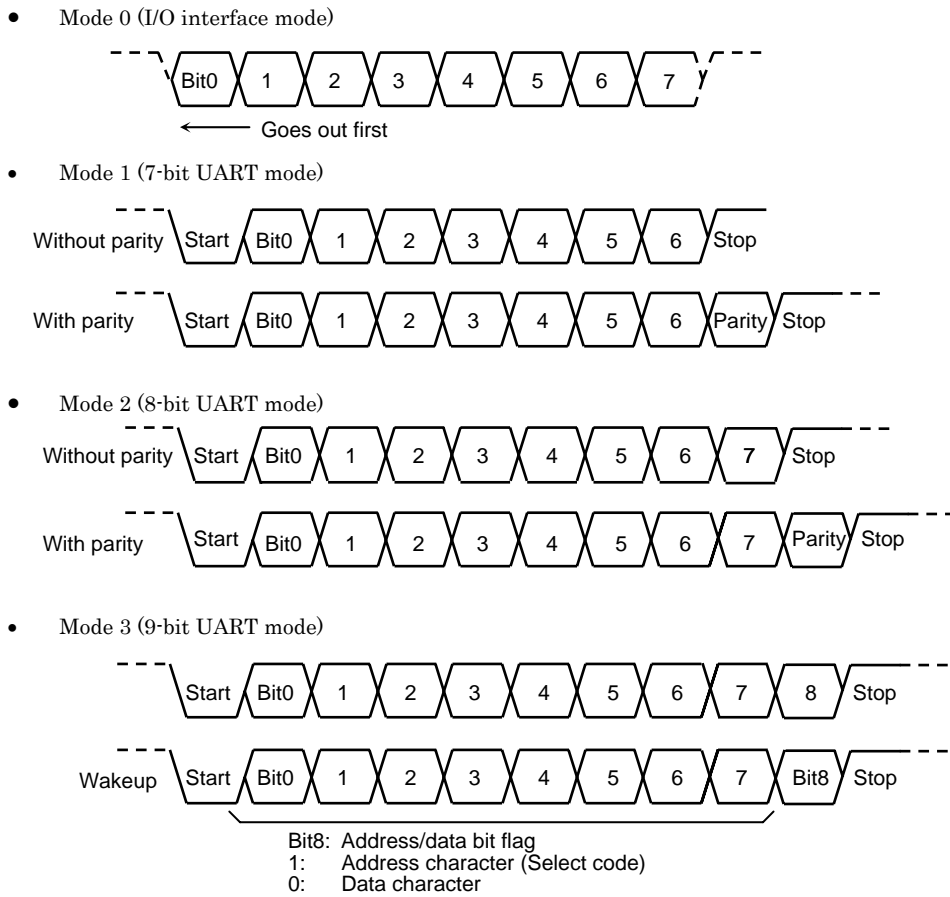 • Mode 0 (I/O interface mode)
Bit0 1 2 3 4 5 6 7
Goes out first
• Mode 1 (7-bit UART mode)
Without parity Start Bit0 1 2 3 4 5 6 Stop
With parity Start Bit0 1 2 3 4 5 6 Parity Stop
• Mode 2 (8-bit UART mode)
Without parity Start Bit0 1 2 3 4 5 6 7 Stop
With parity Start Bit0 1 2 3 4 5 6 7 Parity Stop
• Mode 3 (9-bit UART mode)
Start Bit0 1 2 3 4 5 6 7 8 Stop
Wakeup Start Bit0 1 2 3 4 5 6 7 Bit8 Stop
Bit8: Address/data bit flag
1: Address character (Select code)
0: Data character